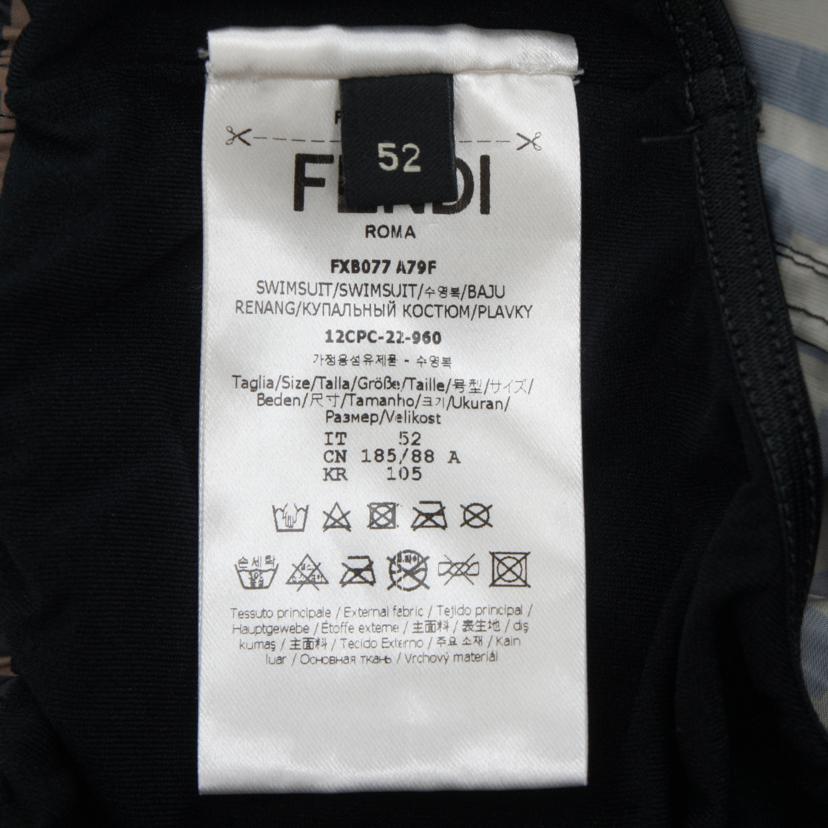 52
FENDI
ROMA
FXB077 A79F
SWIMSUIT/SWIMSUIT/수영복/BAJU
RENANG/КУПАЛЬНЫЙ КОСТЮМ/PLAVKY
12CPC-22-960
가정용섬유제품 - 수영복
Taglia/Size/Talla/Größe/Taille/号型/サイズ/
Beden/尺寸/Tamanho/크기/Ukuran/
Размер/Velikost
IT 52
CN 185/88 A
KR 105
손세탁
Tessuto principale / External fabric / Tejido principal /
Hauptgewebe / Étoffe externe / 主面料 / 表生地 / diş
kumaş / 主面料 / Tecido Externo / 주요 소재 / Kain
luar / Основная ткань / Vrchový materiál